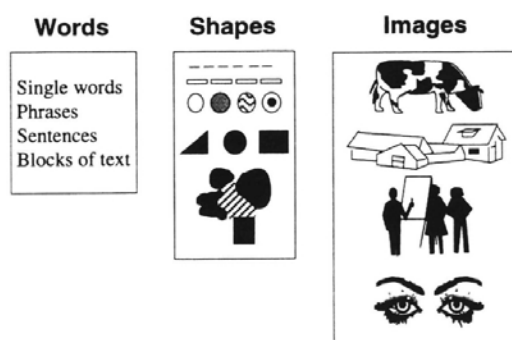 Words
Shapes
Images
Single words
Phrases
Sentences
Blocks of text